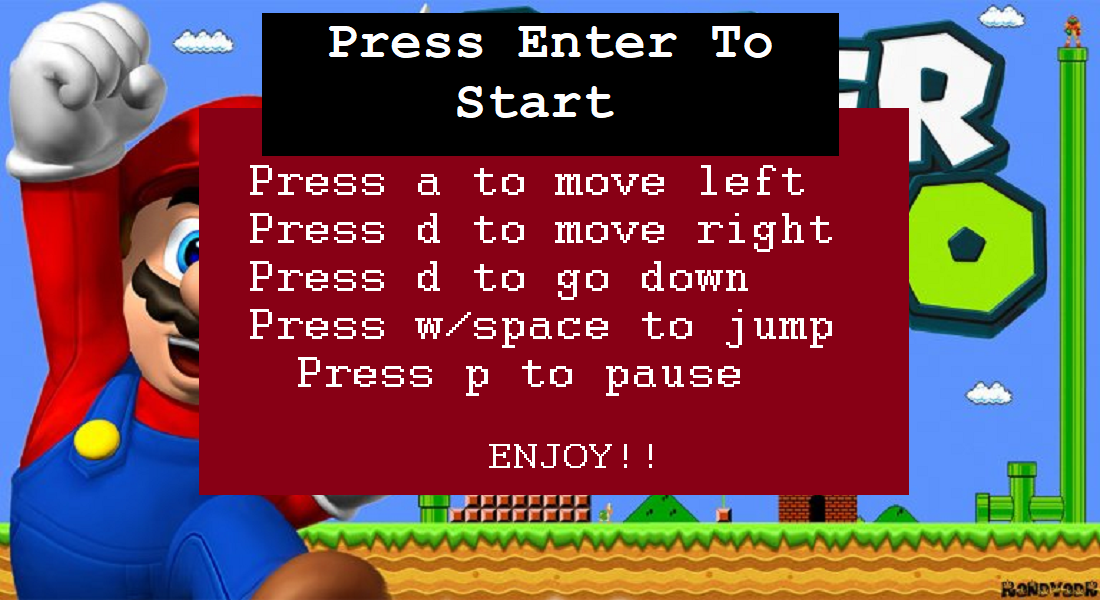 Press Enter To
Start
Press a to move left
Press d to move right
Press d to go down
Press w/space to jump
Press p to pause
ENJOY!!